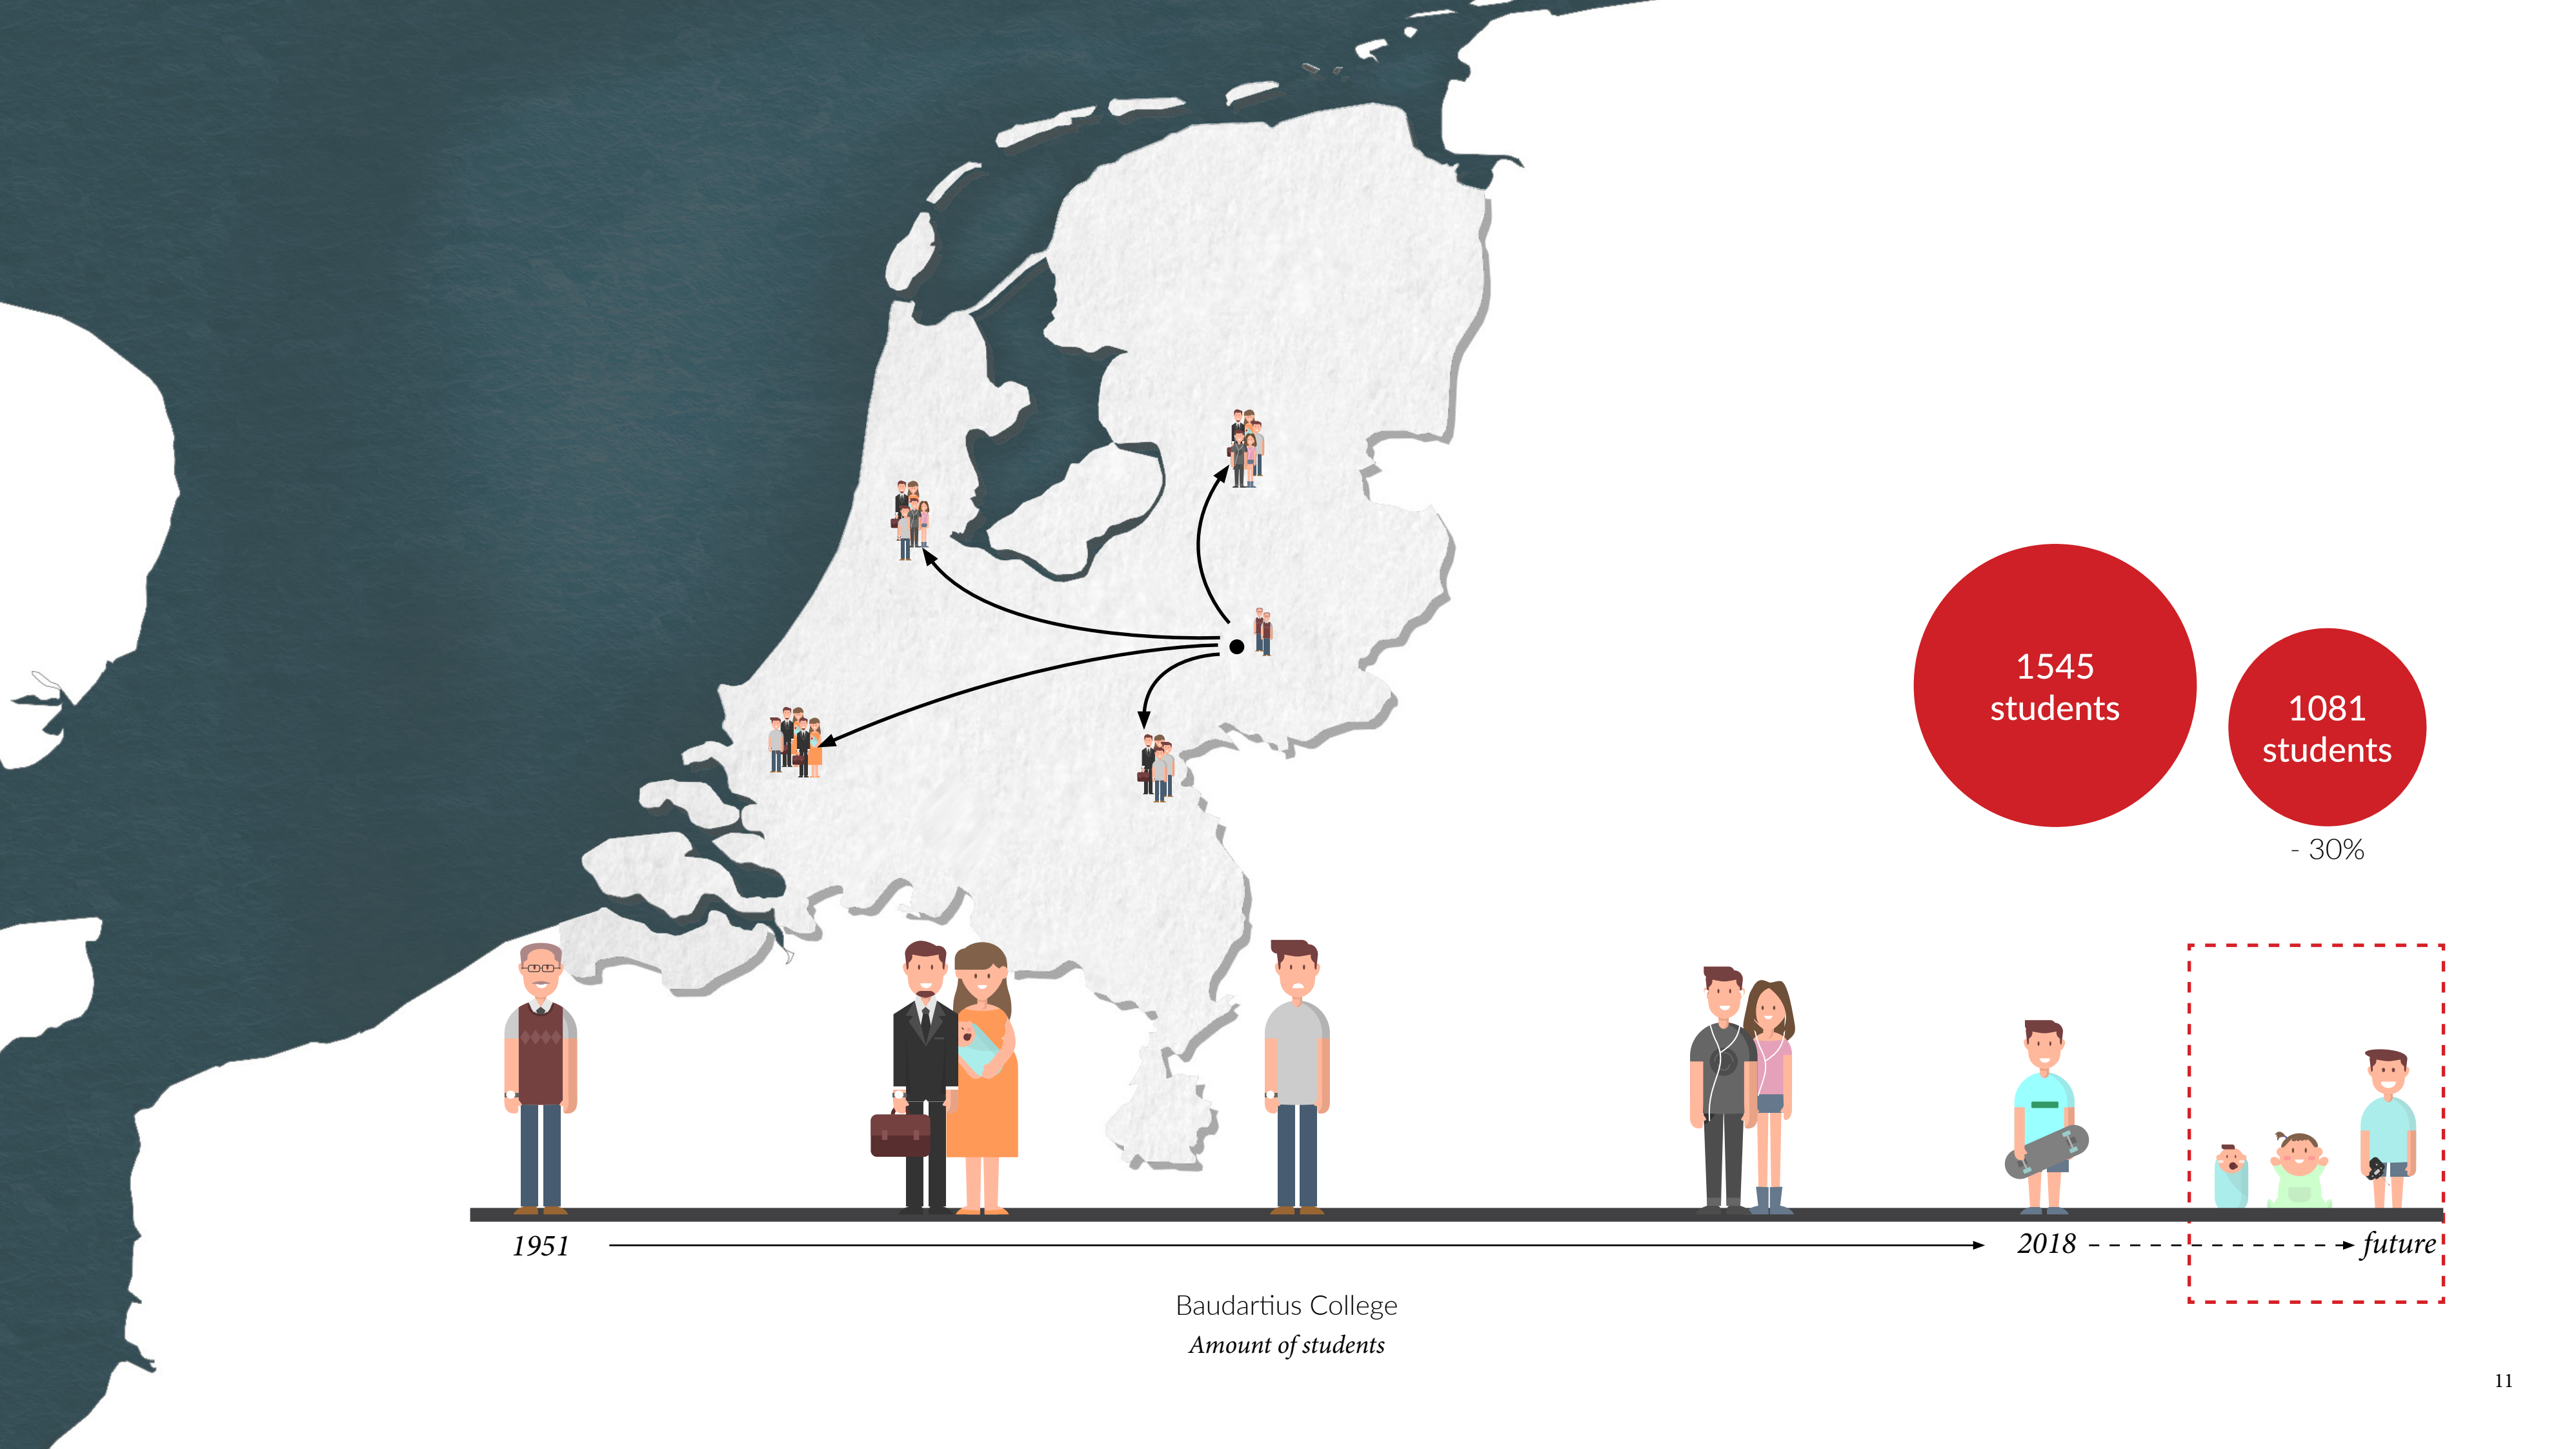 1545
students
1081
students
- 30%
1951
2018
future
Baudartius College
Amount of students
11